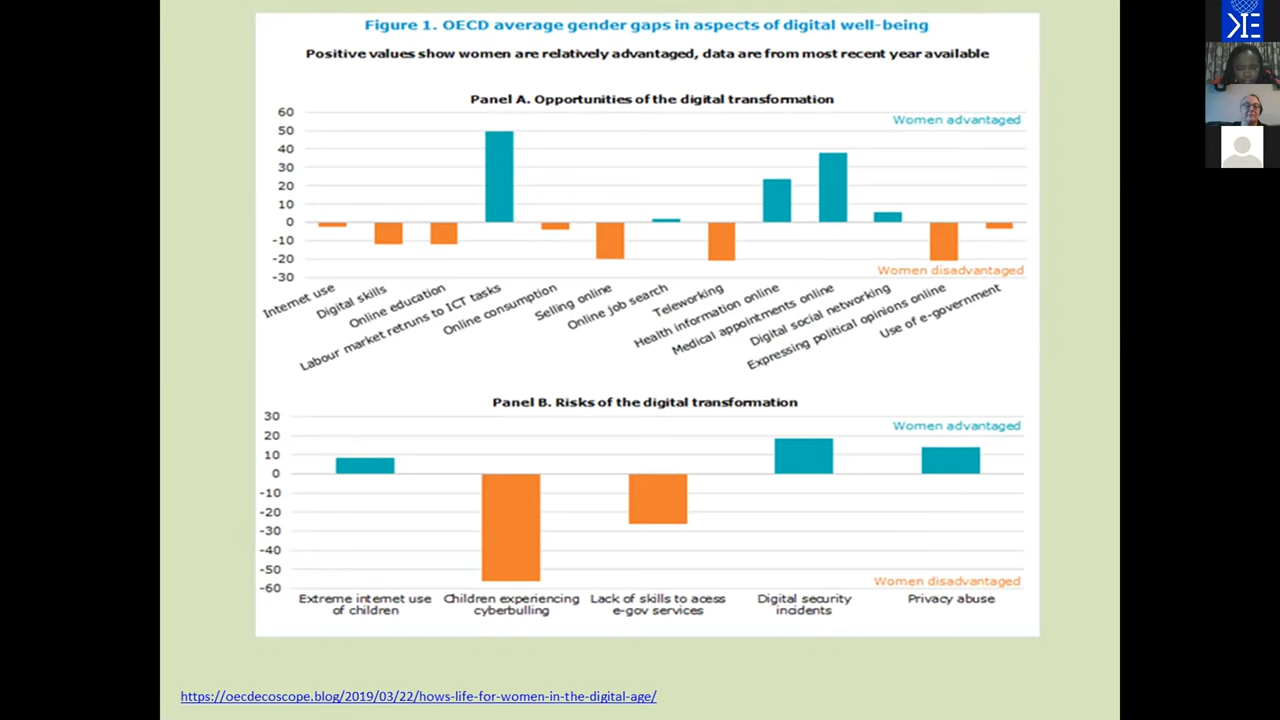 Figure 1. OECD average gender gaps in aspects of digital well-being
Positive values show women are relatively advantaged, data are from most recent year available
Panel A. Opportunities of the digital transformation
Women advantaged
60
50
40
30
20
10
0
-10
-20
-30
Women disadvantaged
Internet use
Digital skills
Online education
Labour market retruns to ICT tasks
Online consumption
Selling online
Online job search
Teleworking
Health information online
Medical appointments online
Digital social networking
Expressing political opinions online
Use of e-government
Panel B. Risks of the digital transformation
Women advantaged
30
20
10
0
-10
-20
-30
-40
-50
-60
Women disadvantaged
Extreme internet use
of children
Children experiencing
cyberbulling
Lack of skills to acess
e-gov services
Digital security
incidents
Privacy abuse
https://oecdecoscope.blog/2019/03/22/hows-life-for-women-in-the-digital-age/